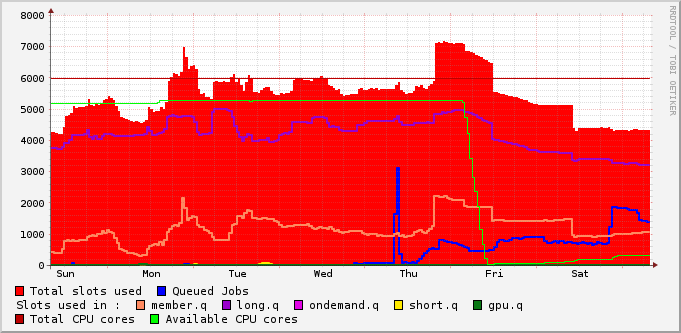 8000
7000
6000
5000
4000
3000
2000
1000
0
Sun Mon Tue Wed Thu Fri Sat
RRDTOOL / TOBI OETIKER
Total slots used Queued Jobs
Slots used in : member.q long.q ondemand.q short.q gpu.q
Total CPU cores Available CPU cores